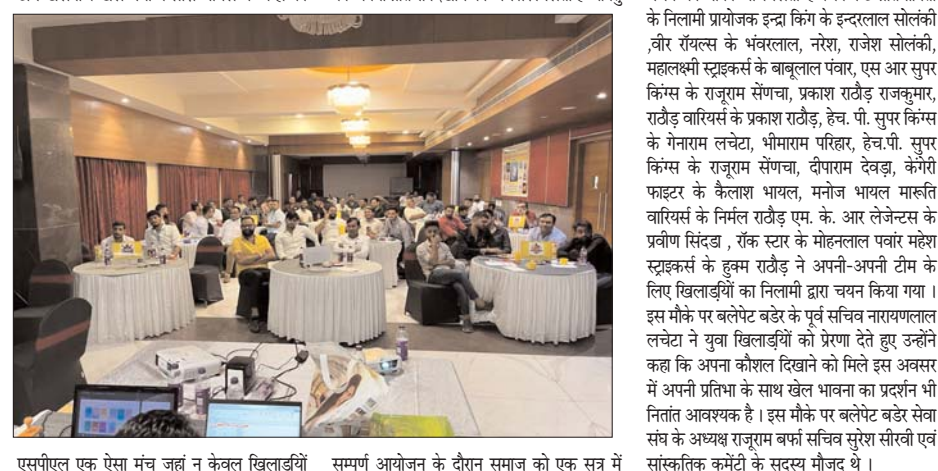 एसपीएल एक ऐसा मंच जहां न केवल खिलाड़ियों
सम्पूर्ण आयोजन के दौरान समाज को एक सूत्र में
के निलामी प्रायोजक इन्द्रा किंग के इन्दरलाल सोलंकी
,वीर रॉयल्स के भंवरलाल, नरेश, राजेश सोलंकी,
महालक्ष्मी स्ट्राइकर्स के बाबूलाल पंवार, एस आर सुपर
किंग्स के राजूराम सेंणचा, प्रकाश राठौड़ राजकुमार,
राठौड़ वारियर्स के प्रकाश राठौड़, हेच. पी. सुपर किंग्स
के गेनाराम लचेटा, भीमाराम परिहार, हेच.पी. सुपर
किंग्स के राजूराम सेंणचा, दीपाराम देवड़ा, केंगेरी
फाइटर के कैलाश भायल, मनोज भायल मारूति
वारियर्स के निर्मल राठौड़ एम. के. आर लेजेन्टस के
प्रवीण सिंदडा , रॉक स्टार के मोहनलाल पवांर महेश
स्ट्राइकर्स के हुक्म राठौड़ ने अपनी-अपनी टीम के
लिए खिलाड़ियों का निलामी द्वारा चयन किया गया ।
इस मौके पर बलेपेट बडेर के पूर्व सचिव नारायणलाल
लचेटा ने युवा खिलाड़ियों को प्रेरणा देते हुए उन्होंने
कहा कि अपना कौशल दिखाने को मिले इस अवसर
में अपनी प्रतिभा के साथ खेल भावना का प्रदर्शन भी
नितांत आवश्यक है । इस मौके पर बलेपेट बडेर सेवा
संघ के अध्यक्ष राजूराम बर्फा सचिव सुरेश सीरवी एवं
सांस्कृतिक कमेंटी के सदस्य मौजूद थे ।